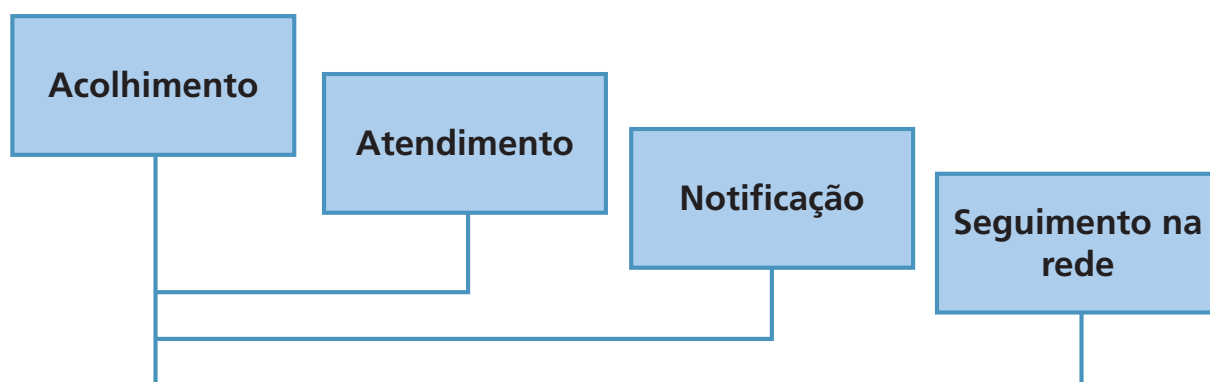 Acolhimento
Atendimento
Notificação
Seguimento na
rede